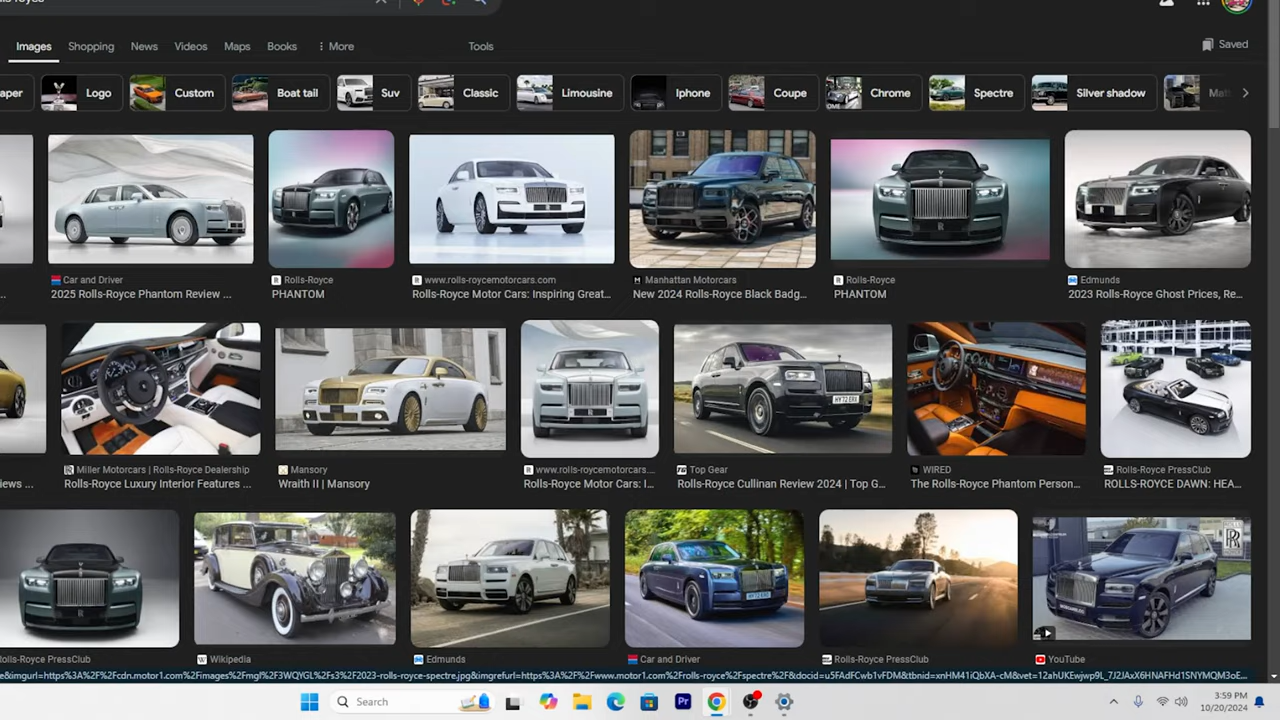 Images Shopping News Videos Maps Books More Tools Saved
aper Logo Custom Boat tail Suv Classic Limousine Iphone Coupe Chrome Spectre Silver shadow
Car and Driver Rolls-Royce www.rolls-roycemotorcars.com Manhattan Motorcars Rolls-Royce Edmunds
... 2025 Rolls-Royce Phantom Review ... PHANTOM Rolls-Royce Motor Cars: Inspiring Great... New 2024 Rolls-Royce Black Badg... PHANTOM 2023 Rolls-Royce Ghost Prices, Re...
Miller Motorcars | Rolls-Royce Dealership Mansory www.rolls-roycemotorcars.... Top Gear WIRED Rolls-Royce PressClub
iews ... Rolls-Royce Luxury Interior Features ... Wraith II | Mansory Rolls-Royce Motor Cars: I... Rolls-Royce Cullinan Review 2024 | Top G... The Rolls-Royce Phantom Person... ROLLS-ROYCE DAWN: HEA...
olls-Royce PressClub Wikipedia Edmunds Car and Driver Rolls-Royce PressClub YouTube
Search 3:59 PM
10/20/2024